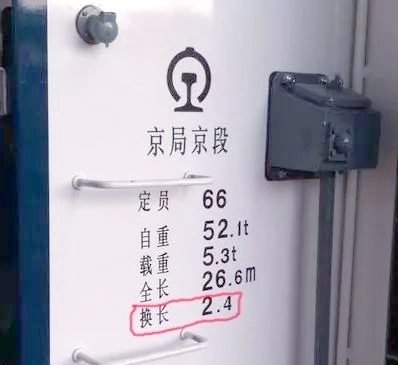 京局京段
定员 66
自重 52.1t
载重 5.3t
全长 26.6m
换长 2.4